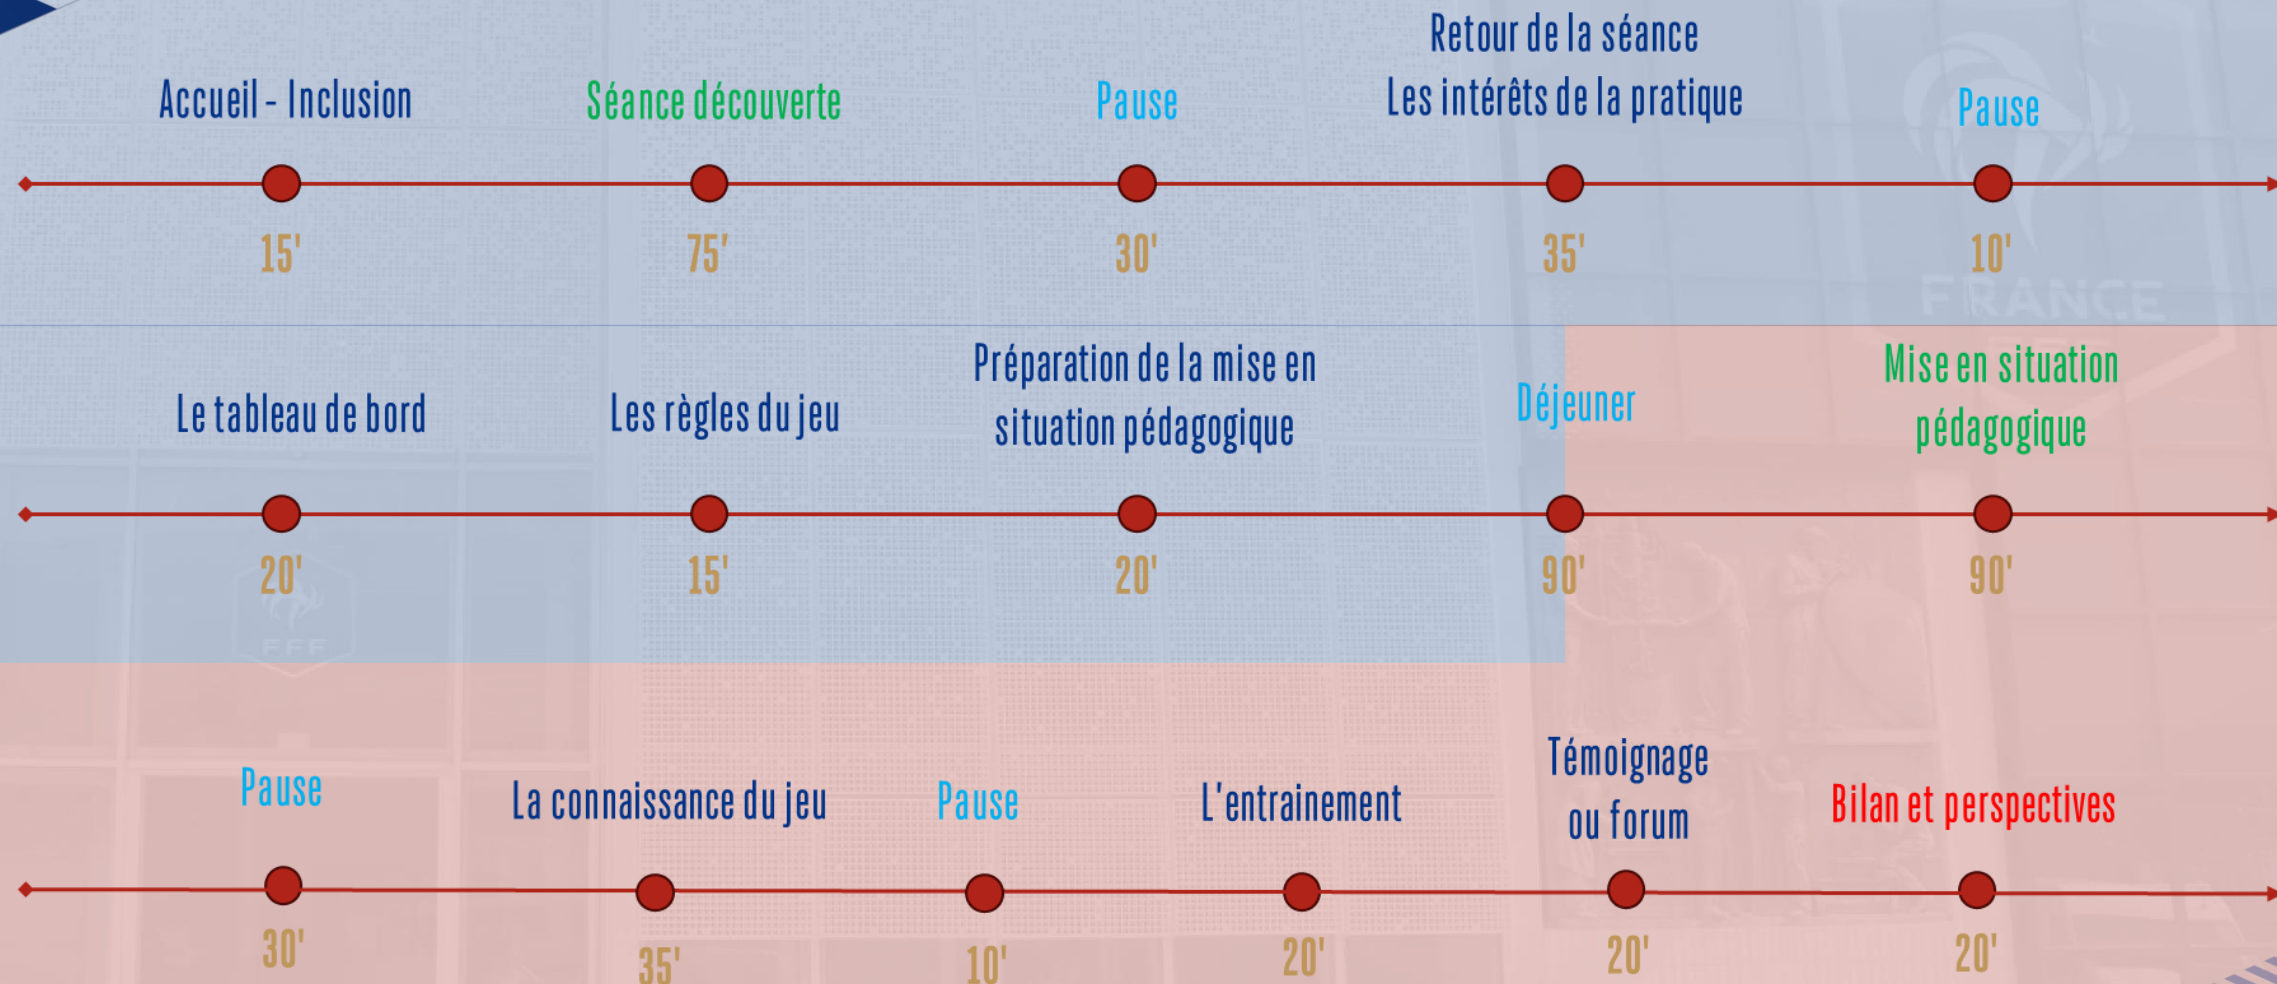 Retour de la séance
Accueil - Inclusion
Séance découverte
Pause
Les intérêts de la pratique
Pause
15'
75'
30'
35'
10'
FRANCE
Le tableau de bord
Les règles du jeu
Préparation de la mise en
situation pédagogique
Déjeuner
Mise en situation
pédagogique
20'
15'
20'
90'
90'
FFF
Pause
La connaissance du jeu
Pause
L'entrainement
Témoignage
ou forum
Bilan et perspectives
30'
35'
10'
20'
20'
20'